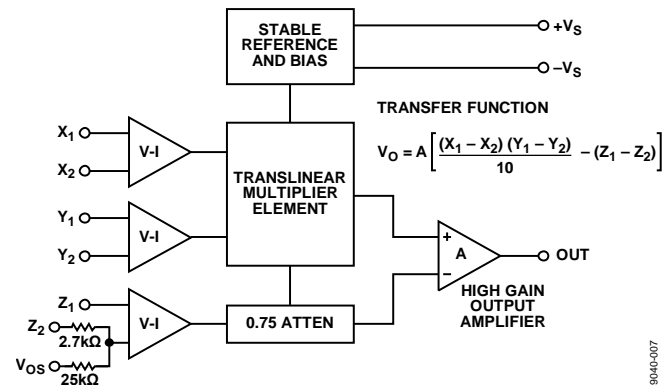 STABLE
REFERENCE
AND BIAS
+VS
–VS
TRANSFER FUNCTION
VO = A [ (X1 – X2) (Y1 – Y2) / 10 – (Z1 – Z2) ]
X1
X2
V-I
TRANSLINEAR
MULTIPLIER
ELEMENT
Y1
Y2
V-I
+
A
–
OUT
HIGH GAIN
OUTPUT
AMPLIFIER
Z1
Z2
2.7kΩ
V-I
0.75 ATTEN
VOS
25kΩ
9040-007